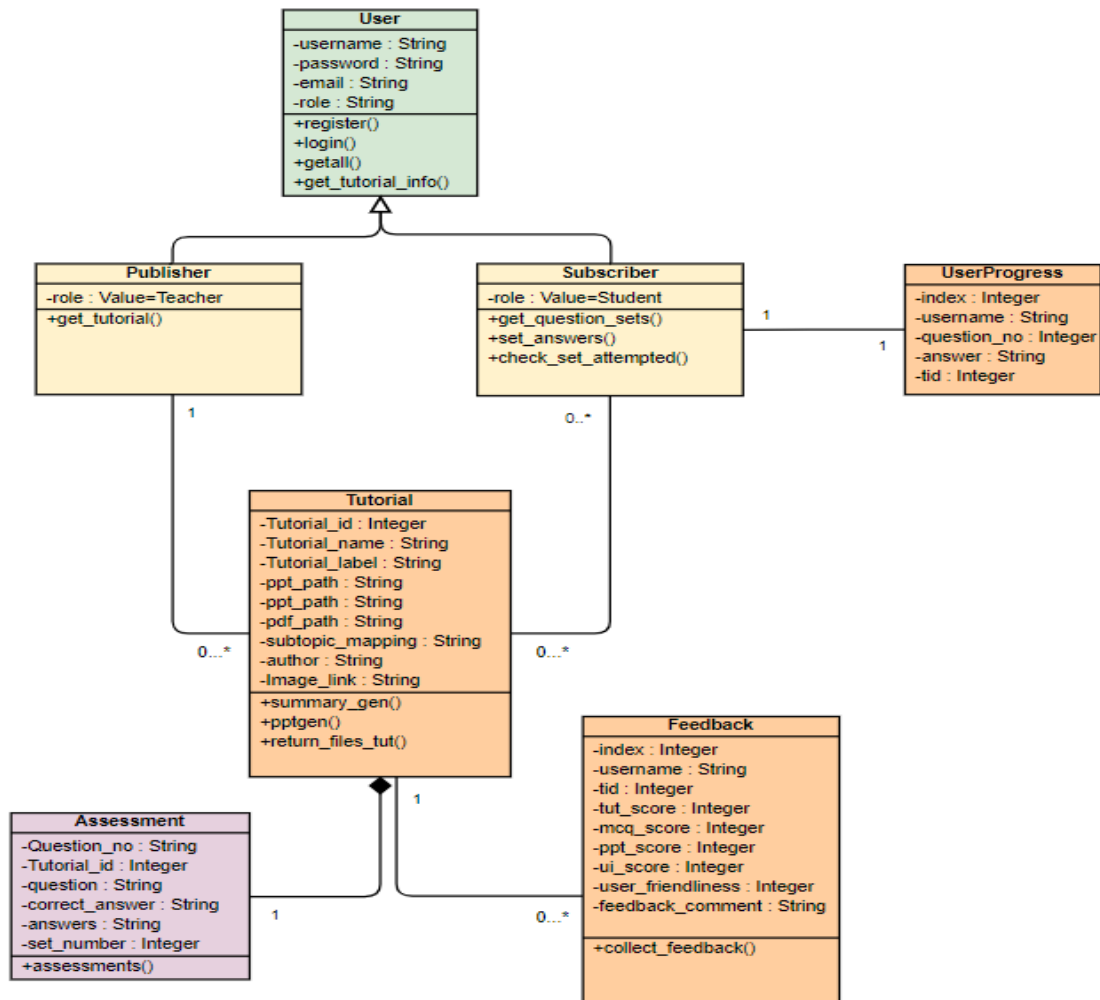 User
-username : String
-password : String
-email : String
-role : String
+register()
+login()
+getall()
+get_tutorial_info()
Publisher
-role : Value=Teacher
+get_tutorial()
Subscriber
-role : Value=Student
+get_question_sets()
+set_answers()
+check_set_attempted()
UserProgress
-index : Integer
-username : String
-question_no : Integer
-answer : String
-tid : Integer
1
1
1
0..*
Tutorial
-Tutorial_id : Integer
-Tutorial_name : String
-Tutorial_label : String
-ppt_path : String
-ppt_path : String
-pdf_path : String
-subtopic_mapping : String
-author : String
-Image_link : String
+summary_gen()
+pptgen()
+return_files_tut()
0...*
0...*
Assessment
-Question_no : String
-Tutorial_id : Integer
-question : String
-correct_answer : String
-answers : String
-set_number : Integer
+assessments()
1
1
0...*
Feedback
-index : Integer
-username : String
-tid : Integer
-tut_score : Integer
-mcq_score : Integer
-ppt_score : Integer
-ui_score : Integer
-user_friendliness : Integer
-feedback_comment : String
+collect_feedback()